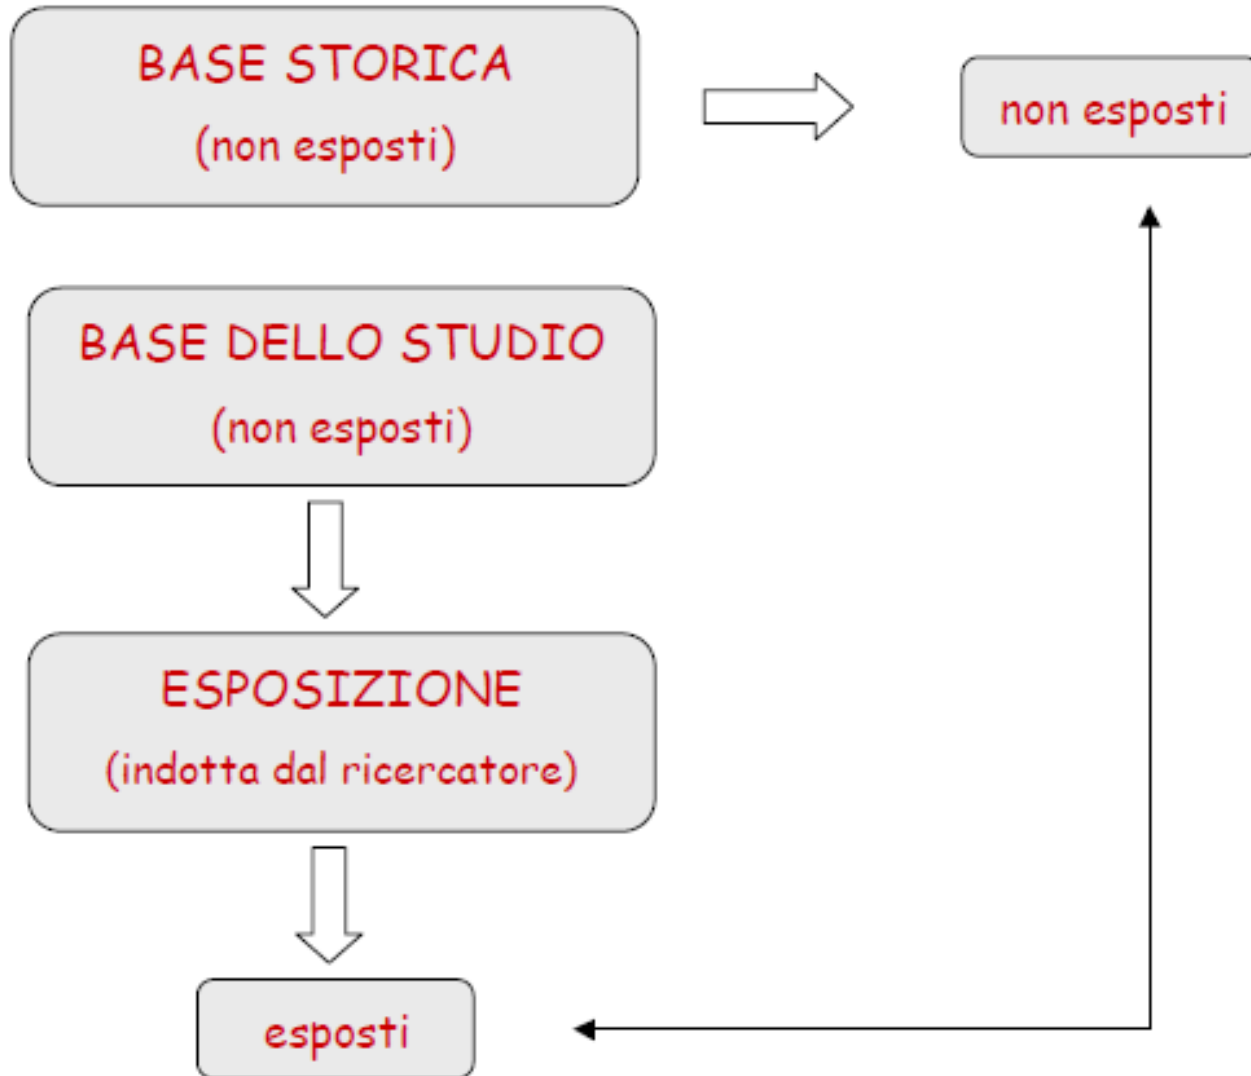 BASE STORICA
(non esposti)
non esposti
BASE DELLO STUDIO
(non esposti)
ESPOSIZIONE
(indotta dal ricercatore)
esposti